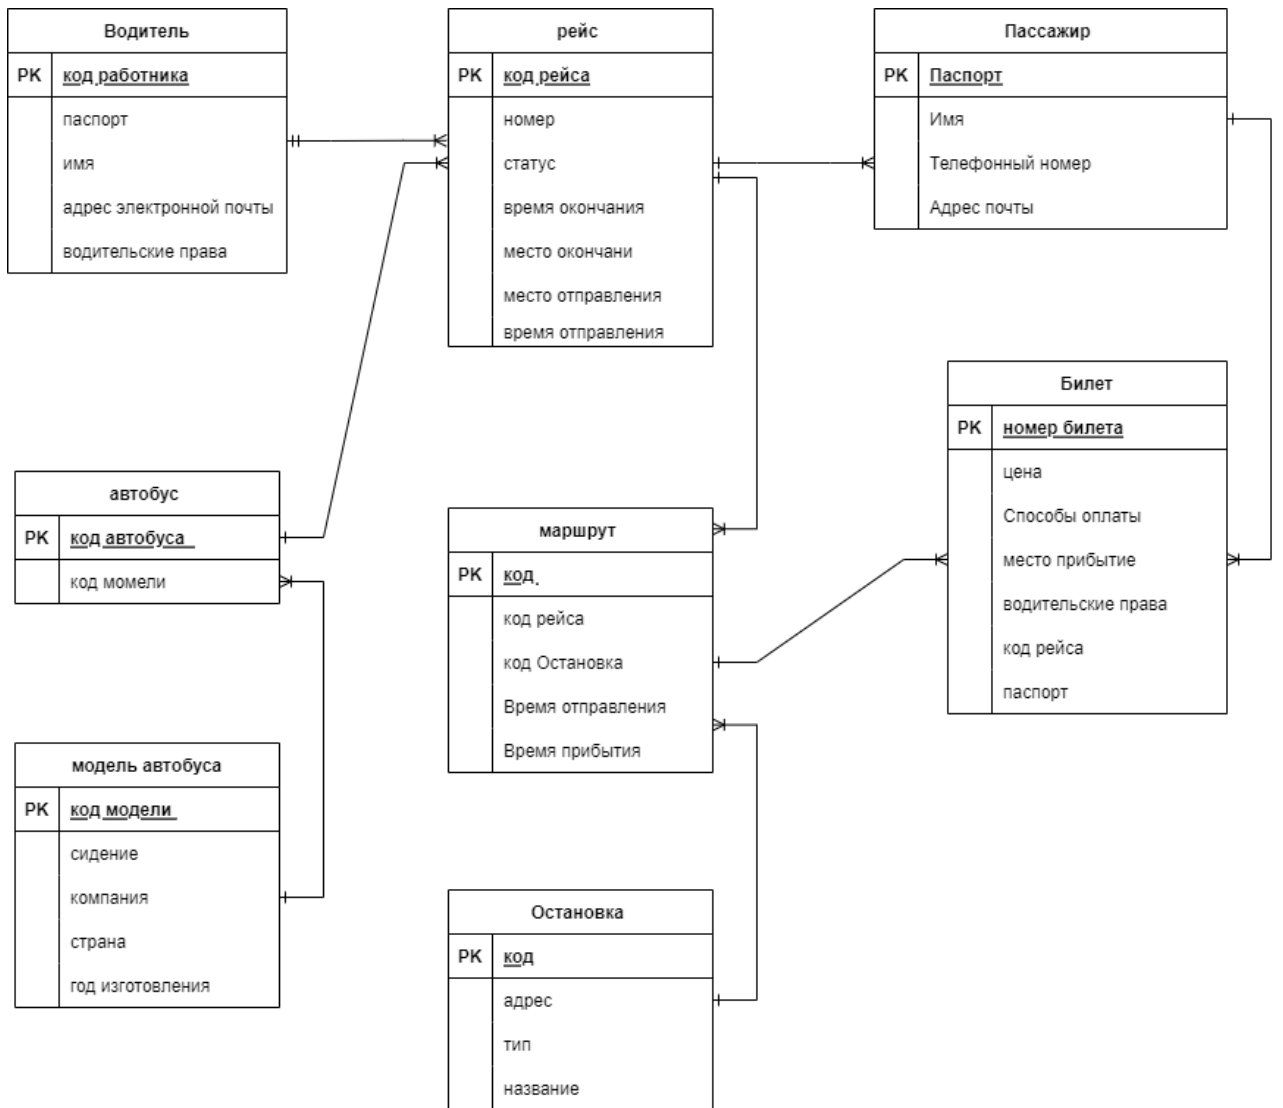 Водитель
PK код работника
паспорт
имя
адрес электронной почты
водительские права
рейс
PK код рейса
номер
статус
время окончания
место окончани
место отправления
время отправления
Пассажир
PK Паспорт
Имя
Телефонный номер
Адрес почты
Билет
PK номер билета
цена
Способы оплаты
место прибытие
водительские права
код рейса
паспорт
автобус
PK код автобуса
код момели
маршрут
PK код
код рейса
код Остановка
Время отправления
Время прибытия
модель автобуса
PK код модели
сидение
компания
страна
год изготовления
Остановка
PK код
адрес
тип
название